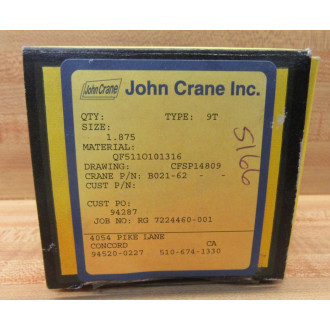 John Crane
John Crane Inc.
QTY: TYPE: 9T
SIZE:
1.875
MATERIAL:
QF511O101316
DRAWING: CFSP14809
CRANE P/N: B021-62 - -
CUST P/N:
CUST PO:
94287
JOB NO: RG 7224460-001
4054 PIKE LANE
CONCORD CA
94520-0227 510-674-1330
5166